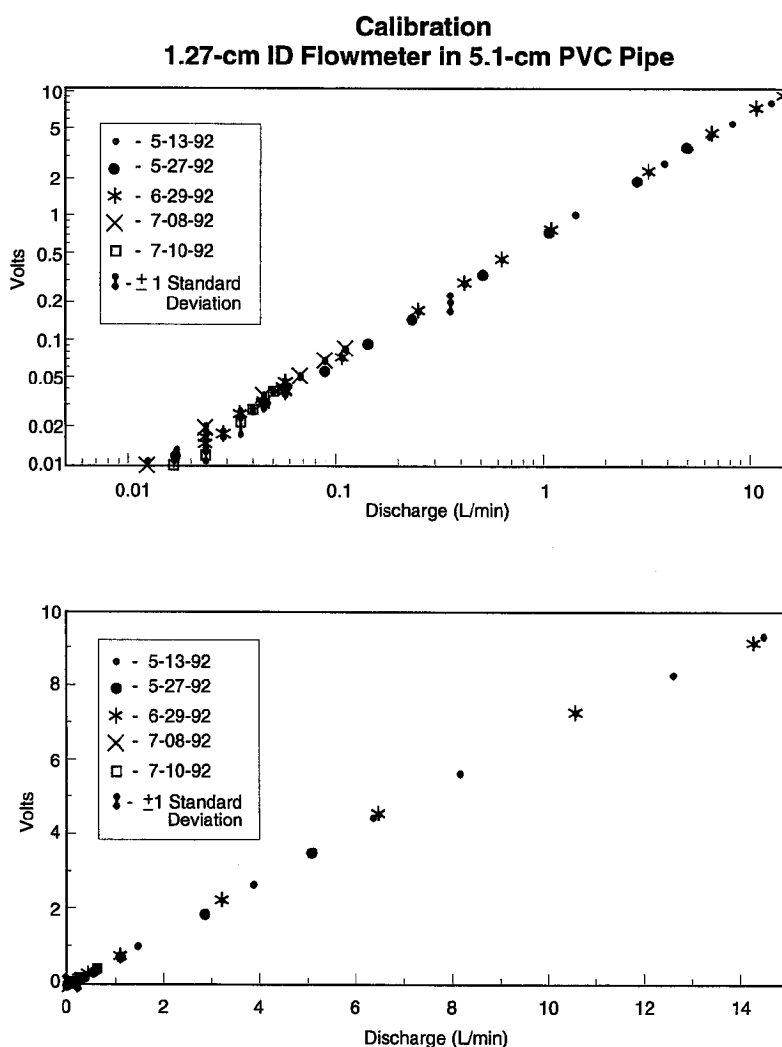 Calibration
1.27-cm ID Flowmeter in 5.1-cm PVC Pipe
10
5
2
1
0.5
0.2
0.1
0.05
0.02
0.01
Volts
- 5-13-92
- 5-27-92
- 6-29-92
- 7-08-92
- 7-10-92
- ± 1 Standard
Deviation
0.01 0.1 1 10
Discharge (L/min)
10
8
6
4
2
0
Volts
- 5-13-92
- 5-27-92
- 6-29-92
- 7-08-92
- 7-10-92
- ±1 Standard
Deviation
0 2 4 6 8 10 12 14
Discharge (L/min)